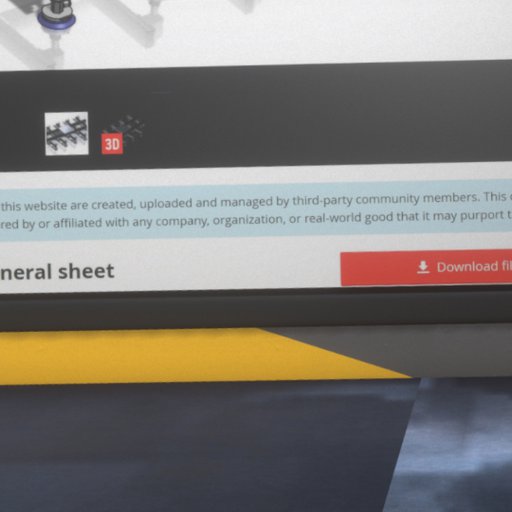 3D
this website are created, uploaded and managed by third-party community members. This
red by or affiliated with any company, organization, or real-world good that it may purport
neral sheet
Download fil